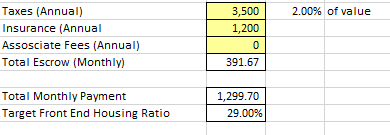 Taxes (Annual) 3,500 2.00% of value
Insurance (Annual 1,200
Assosciate Fees (Annual) 0
Total Escrow (Monthly) 391.67
Total Monthly Payment 1,299.70
Target Front End Housing Ratio 29.00%